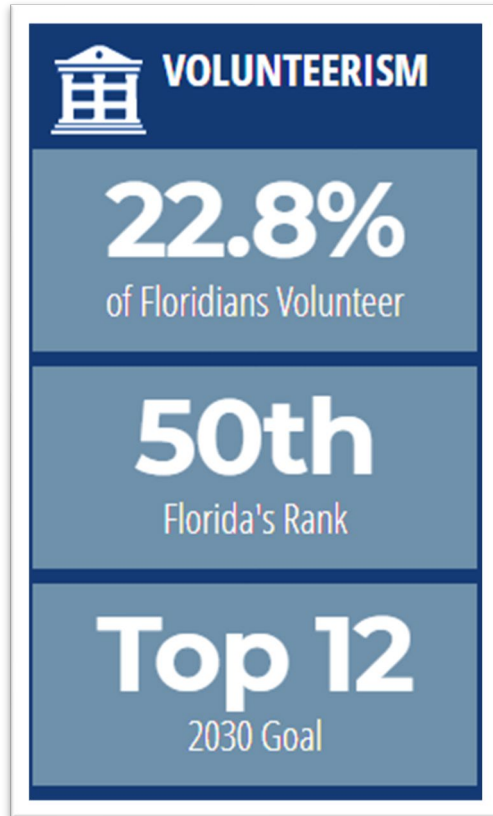 VOLUNTEERISM
22.8%
of Floridians Volunteer
50th
Florida's Rank
Top 12
2030 Goal